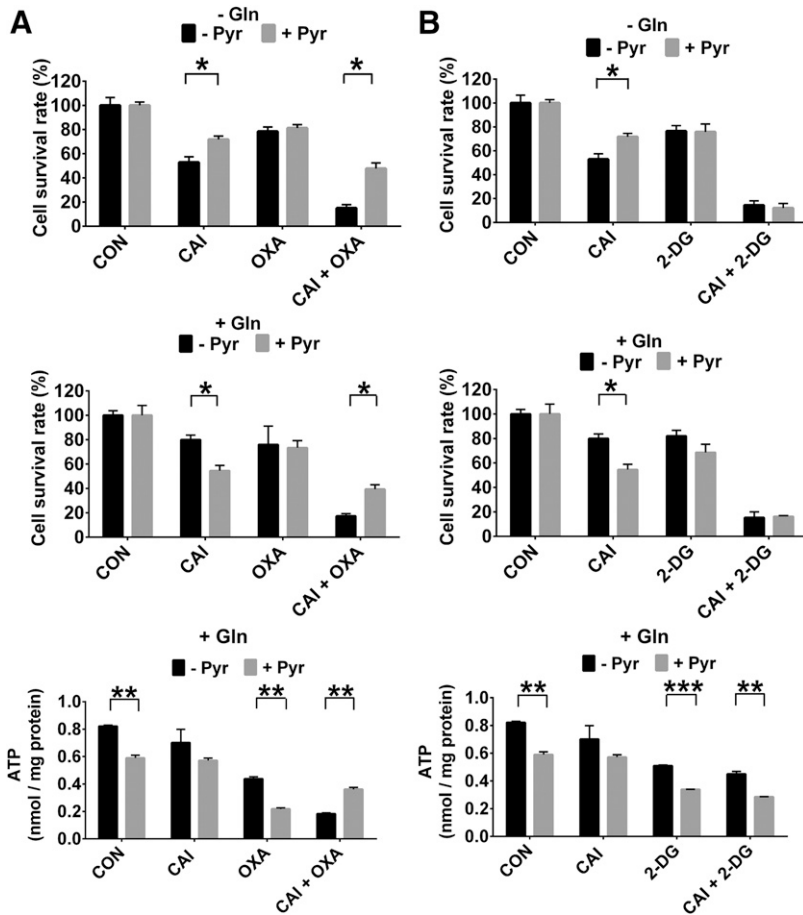 A
- Gln
- Pyr + Pyr
* *
Cell survival rate (%)
120
100
80
60
40
20
0
CON CAI OXA CAI + OXA
+ Gln
- Pyr + Pyr
* *
Cell survival rate (%)
120
100
80
60
40
20
0
CON CAI OXA CAI + OXA
+ Gln
- Pyr + Pyr
** ** **
ATP
(nmol / mg protein)
1.0
0.8
0.6
0.4
0.2
0.0
CON CAI OXA CAI + OXA
B
- Gln
- Pyr + Pyr
*
Cell survival rate (%)
120
100
80
60
40
20
0
CON CAI 2-DG CAI + 2-DG
+ Gln
- Pyr + Pyr
*
Cell survival rate (%)
120
100
80
60
40
20
0
CON CAI 2-DG CAI + 2-DG
+ Gln
- Pyr + Pyr
** *** **
ATP
(nmol / mg protein)
1.0
0.8
0.6
0.4
0.2
0.0
CON CAI 2-DG CAI + 2-DG